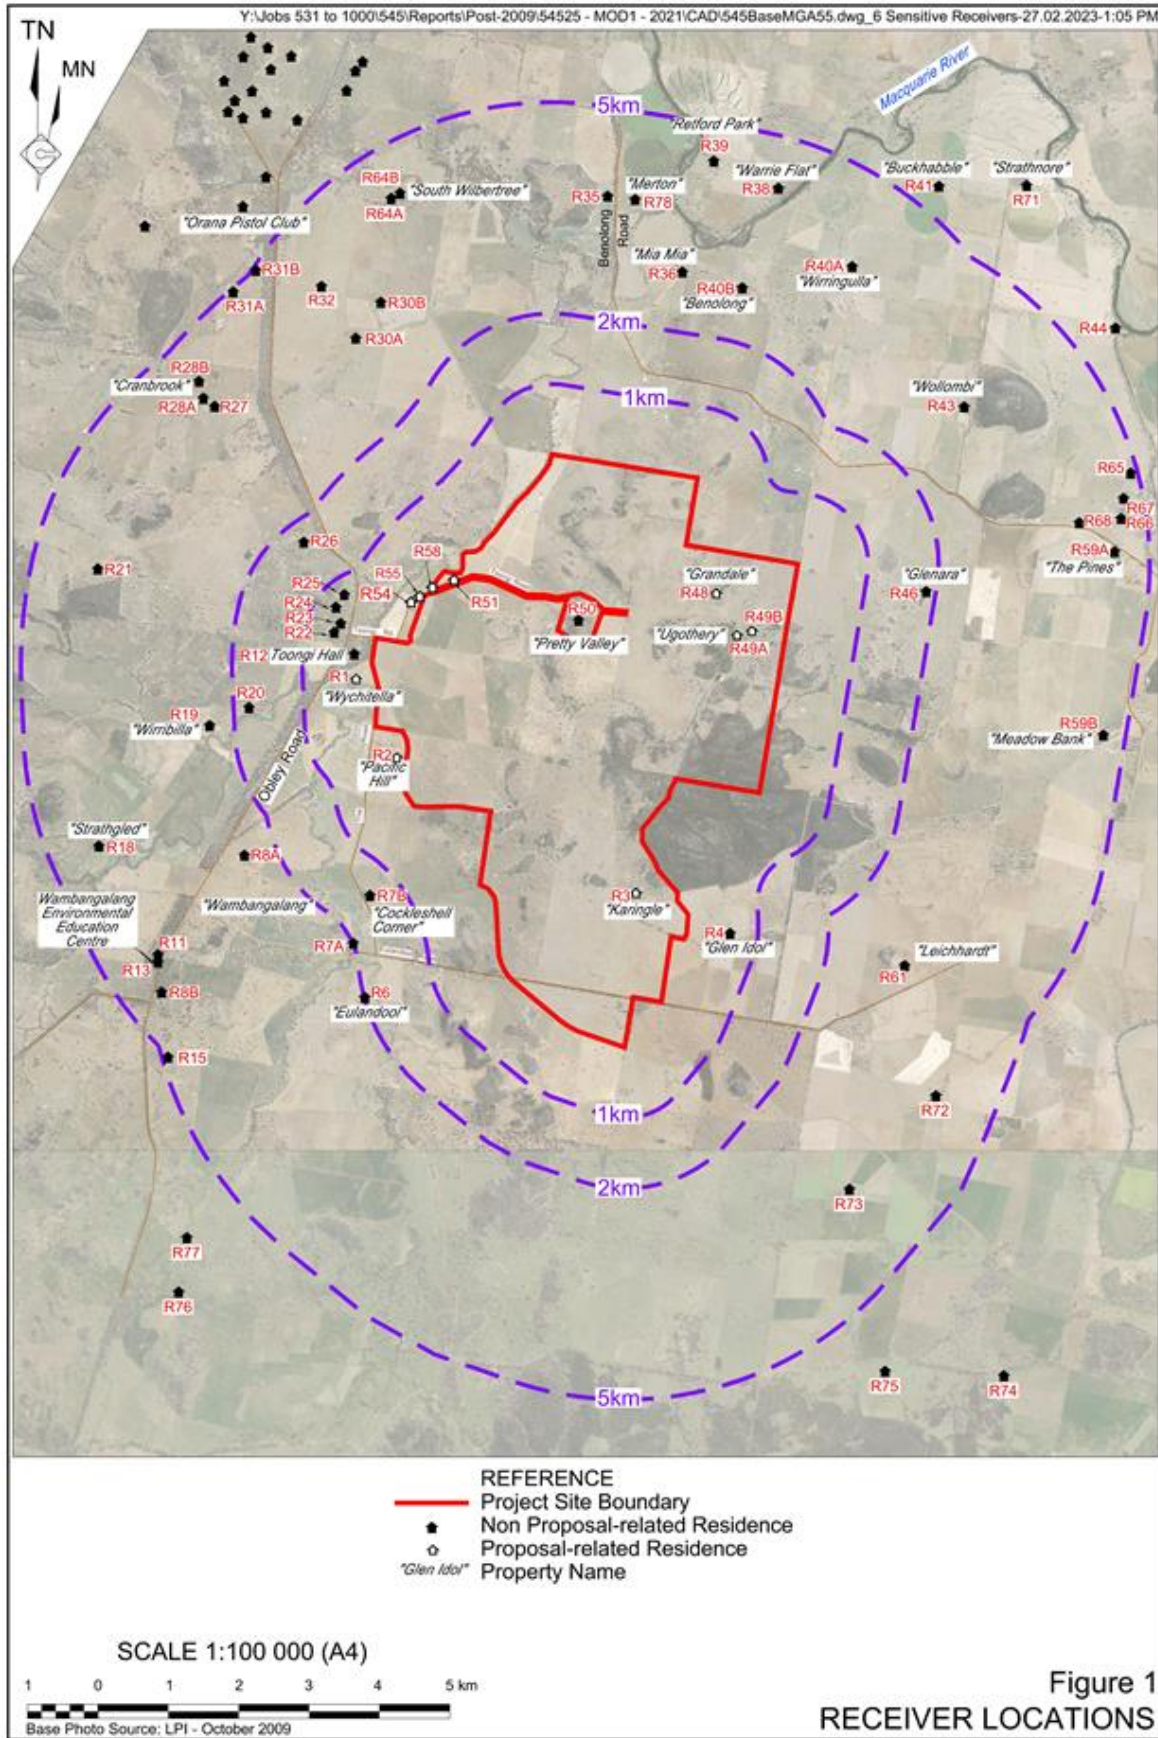 Y:\Jobs 531 to 1000\545\Reports\Post-2009\54525 - MOD1 - 2021\CAD\545BaseMGA55.dwg_6 Sensitive Receivers-27.02.2023-1:05 PM
TN
MN
Macquarie River
5km
"Retford Park"
R39
"Warrie Flat"
R38
"Buckhabble"
R41
"Strathnore"
R71
R64B
"South Wilbertree"
R64A
R35
"Merton"
R78
Benolong
Road
"Orana Pistol Club"
R31B
R31A
R32
R30B
R30A
"Mia Mia"
R36
R40B
"Benolong"
R40A
"Wirringulla"
R44
2km
R28B
"Cranbrook"
R28A
R27
1km
"Wollombi"
R43
R65
R67
R68
R66
R59A
"The Pines"
R26
R21
R58
R55
R54
R51
R25
R24
R23
R22
R50
"Pretty Valley"
"Grandale"
R48
"Ugothery"
R49B
R49A
"Glenara"
R46
R12
Toongi Hall
R1
"Wychitella"
R20
R19
"Wirribilla"
Obley Road
R2
"Pacific
Hill"
R59B
"Meadow Bank"
"Strathgled"
R18
R8A
"Wambangalang"
R7B
"Cockleshell
Corner"
R3
"Karingle"
Wambangalang
Environmental
Education
Centre
R11
R13
R8B
R7A
R6
"Eulandool"
R4
"Glen Idol"
"Leichhardt"
R61
R15
1km
R72
2km
R73
R77
R76
5km
R75
R74
REFERENCE
Project Site Boundary
Non Proposal-related Residence
Proposal-related Residence
"Glen Idol" Property Name
SCALE 1:100 000 (A4)
1 0 1 2 3 4 5 km
Base Photo Source: LPI - October 2009
Figure 1
RECEIVER LOCATIONS